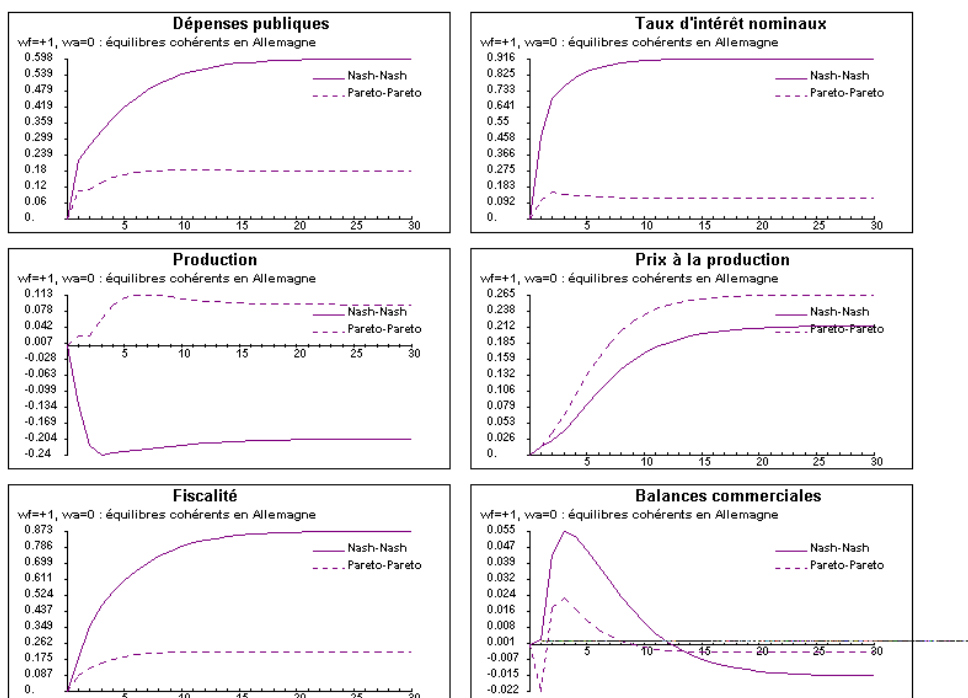 Dépenses publiques
wf=+1, wa=0 : équilibres cohérents en Allemagne
0.598
0.539
0.479
0.419
0.359
0.299
0.239
0.18
0.12
0.06
0.
Nash-Nash
Pareto-Pareto
5 10 15 20 25 30
Taux d'intérêt nominaux
wf=+1, wa=0 : équilibres cohérents en Allemagne
0.916
0.825
0.733
0.641
0.55
0.458
0.366
0.275
0.183
0.092
0.
Nash-Nash
Pareto-Pareto
5 10 15 20 25 30
Production
wf=+1, wa=0 : équilibres cohérents en Allemagne
0.113
0.078
0.042
0.007
-0.028
-0.063
-0.099
-0.134
-0.169
-0.204
-0.24
Nash-Nash
Pareto-Pareto
5 10 15 20 25 30
Prix à la production
wf=+1, wa=0 : équilibres cohérents en Allemagne
0.265
0.238
0.212
0.185
0.159
0.132
0.106
0.079
0.053
0.026
0.
Nash-Nash
Pareto-Pareto
5 10 15 20 25 30
Fiscalité
wf=+1, wa=0 : équilibres cohérents en Allemagne
0.873
0.786
0.699
0.611
0.524
0.437
0.349
0.262
0.175
0.087
0.
Nash-Nash
Pareto-Pareto
5 10 15 20 25 30
Balances commerciales
wf=+1, wa=0 : équilibres cohérents en Allemagne
0.055
0.047
0.039
0.032
0.024
0.016
0.008
0.001
-0.007
-0.015
-0.022
Nash-Nash
Pareto-Pareto
5 10 15 20 25 30